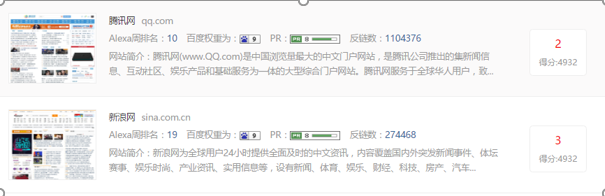 腾讯网 qq.com
Alexa周排名：10 百度权重为：9 PR：8 反链数：1104376
网站简介：腾讯网(www.QQ.com)是中国浏览量最大的中文门户网站，是腾讯公司推出的集新闻信
息、互动社区、娱乐产品和基础服务为一体的大型综合门户网站。腾讯网服务于全球华人用户，致...
2
得分:4932
新浪网 sina.com.cn
Alexa周排名：19 百度权重为：9 PR：8 反链数：274468
网站简介：新浪网为全球用户24小时提供全面及时的中文资讯，内容覆盖国内外突发新闻事件、体坛
赛事、娱乐时尚、产业资讯、实用信息等，设有新闻、体育、娱乐、财经、科技、房产、汽车...
3
得分:4932